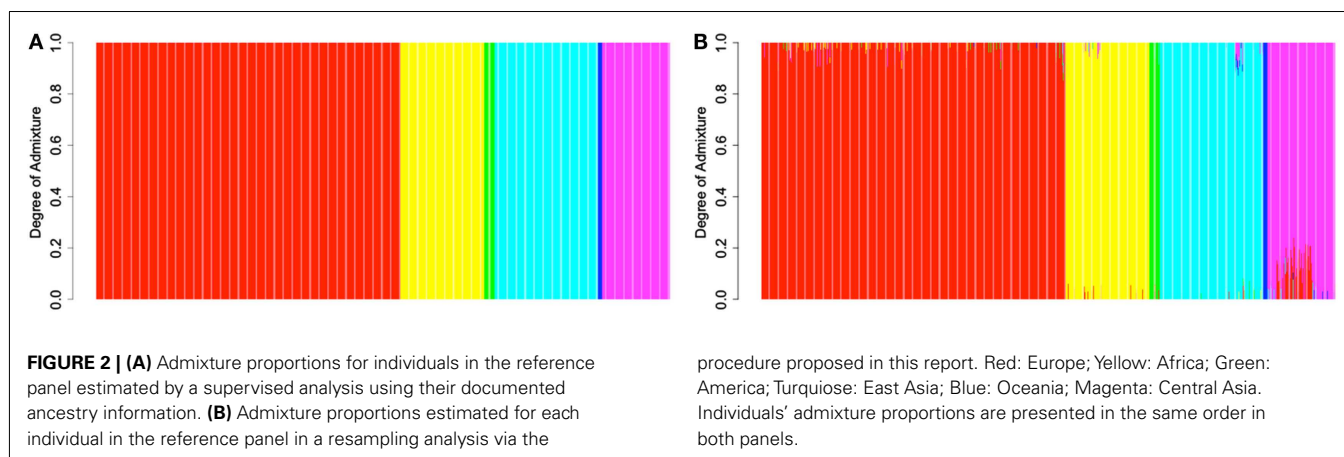 A
Degree of Admixture
0.0 0.2 0.4 0.6 0.8 1.0
B
Degree of Admixture
0.0 0.2 0.4 0.6 0.8 1.0
FIGURE 2 | (A) Admixture proportions for individuals in the reference
panel estimated by a supervised analysis using their documented
ancestry information. (B) Admixture proportions estimated for each
individual in the reference panel in a resampling analysis via the
procedure proposed in this report. Red: Europe; Yellow: Africa; Green:
America; Turquiose: East Asia; Blue: Oceania; Magenta: Central Asia.
Individuals' admixture proportions are presented in the same order in
both panels.